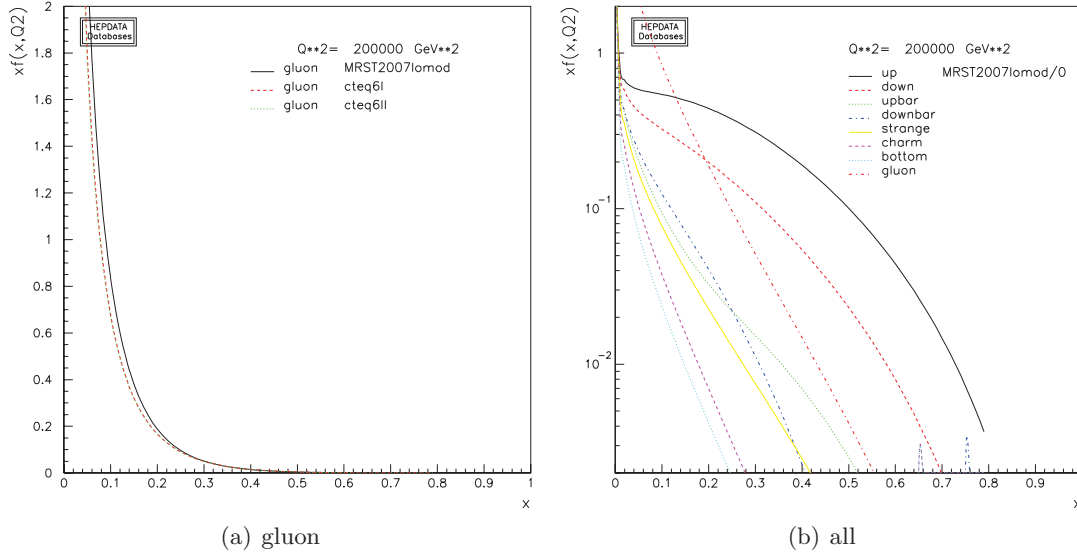 xf(x,Q2)
2
1.8
1.6
1.4
1.2
1
0.8
0.6
0.4
0.2
0
HEPDATA
Databases
Q**2= 200000 GeV**2
gluon MRST2007lomod
gluon cteq6l
gluon cteq6ll
0 0.1 0.2 0.3 0.4 0.5 0.6 0.7 0.8 0.9 1
x
(a) gluon
xf(x,Q2)
1
10⁻¹
10⁻²
HEPDATA
Databases
Q**2= 200000 GeV**2
up MRST2007lomod/0
down
upbar
downbar
strange
charm
bottom
gluon
0 0.1 0.2 0.3 0.4 0.5 0.6 0.7 0.8 0.9 1
x
(b) all